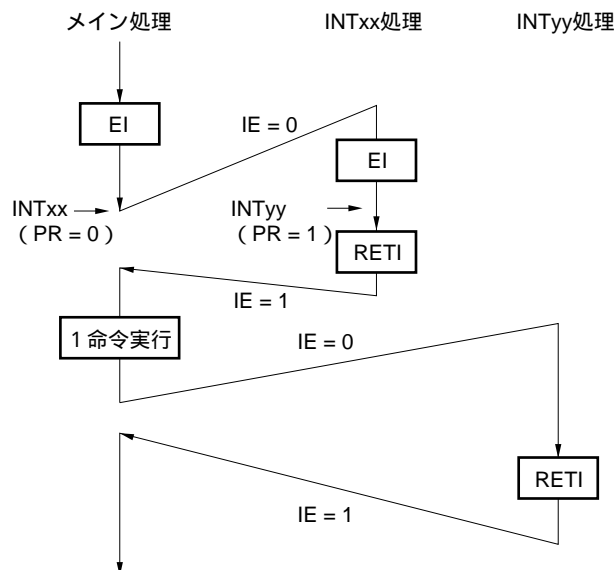 メイン処理
INTxx処理
INTyy処理
EI
IE = 0
EI
INTxx
（PR = 0）
INTyy
（PR = 1）
RETI
IE = 1
1 命令実行
IE = 0
RETI
IE = 1